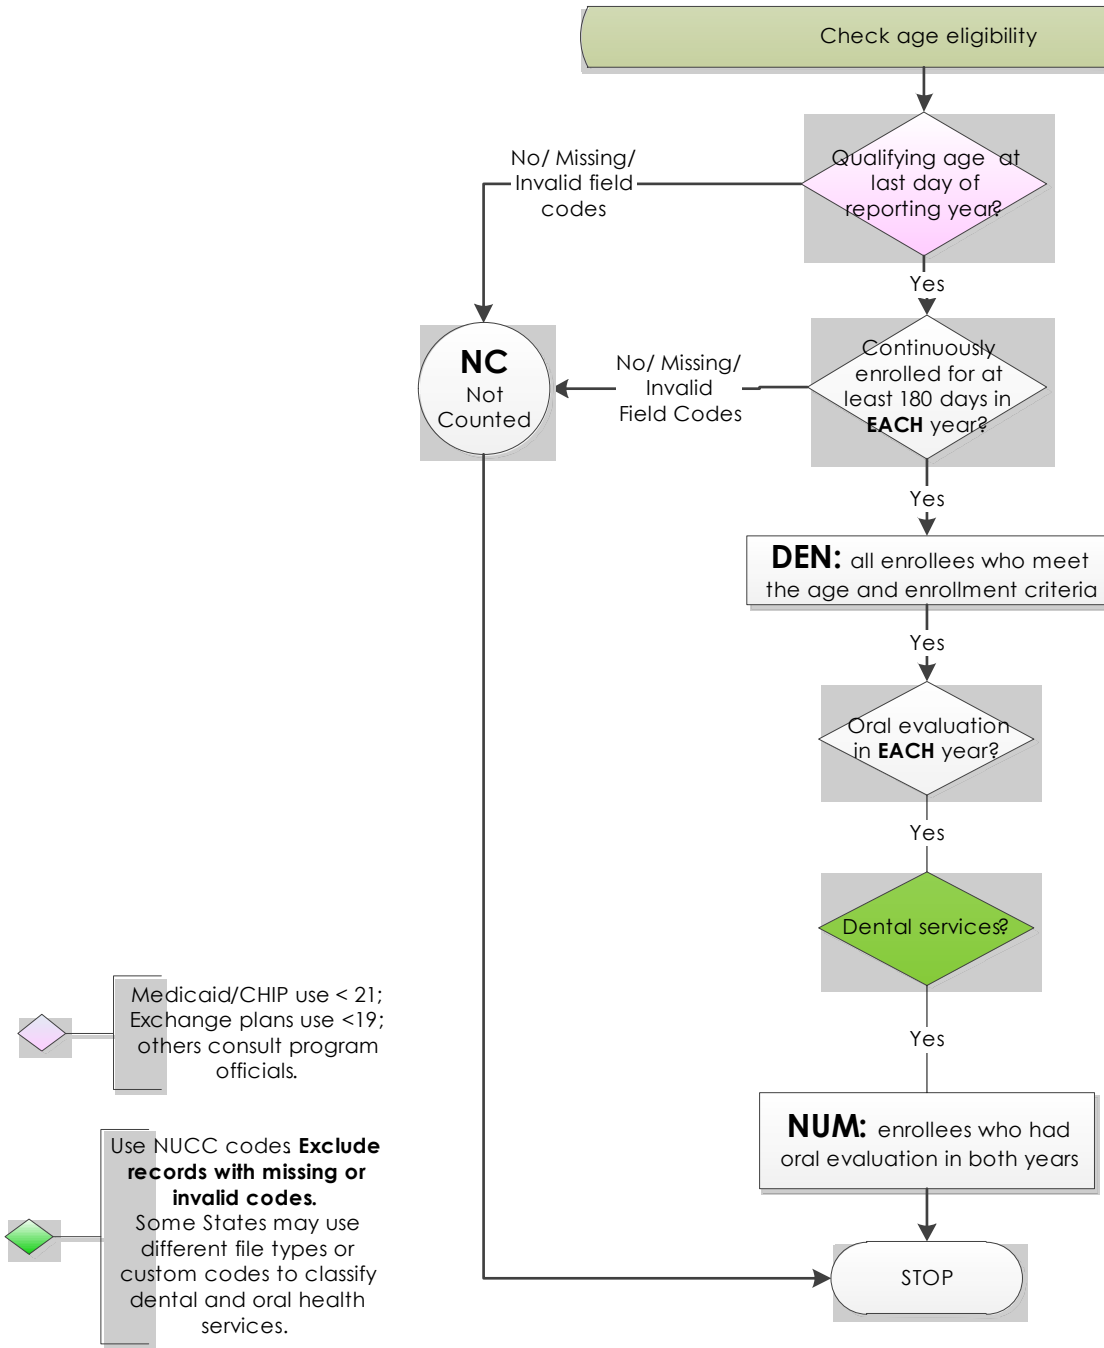 Check age eligibility
No/ Missing/
Invalid field
codes
Qualifying age at
last day of
reporting year?
Yes
NC
Not
Counted
No/ Missing/
Invalid
Field Codes
Continuously
enrolled for at
least 180 days in
EACH year?
Yes
DEN: all enrollees who meet
the age and enrollment criteria
Yes
Oral evaluation
in EACH year?
Yes
Dental services?
Yes
Medicaid/CHIP use < 21;
Exchange plans use <19;
others consult program
officials.
NUM: enrollees who had
oral evaluation in both years
Use NUCC codes. Exclude
records with missing or
invalid codes.
Some States may use
different file types or
custom codes to classify
dental and oral health
services.
STOP